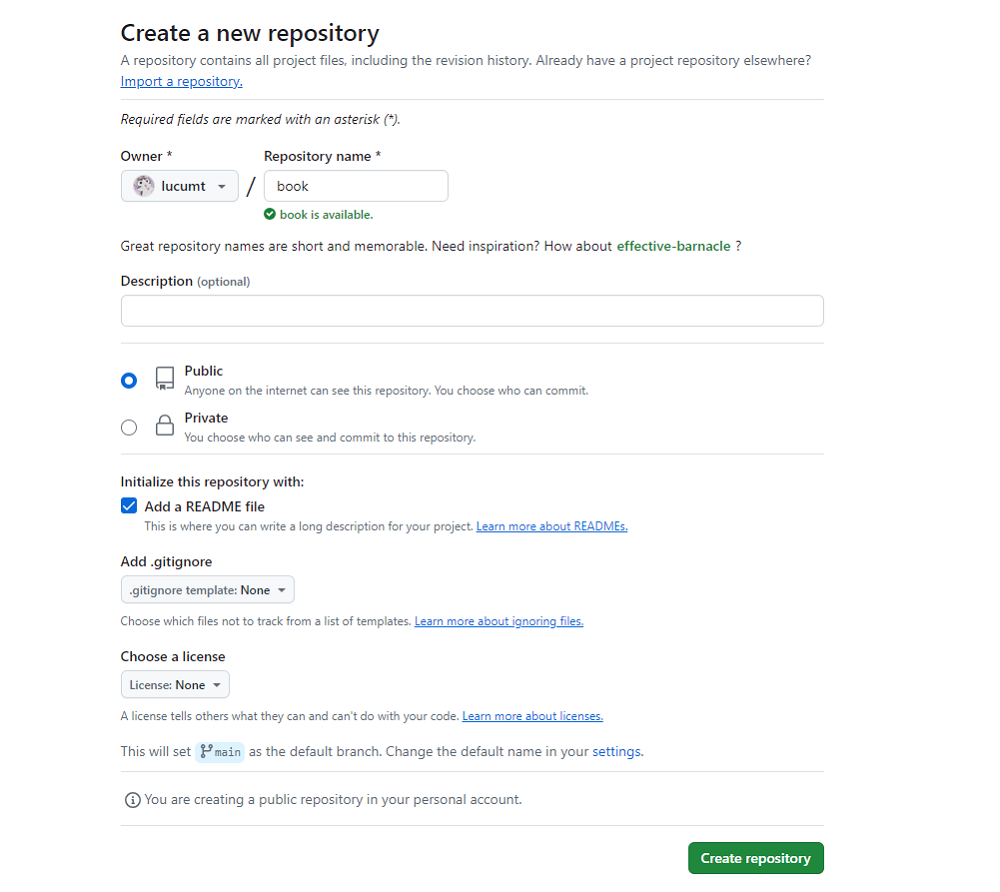 Create a new repository
A repository contains all project files, including the revision history. Already have a project repository elsewhere?
Import a repository.
Required fields are marked with an asterisk (*).
Owner * Repository name *
lucumt / book
book is available.
Great repository names are short and memorable. Need inspiration? How about effective-barnacle ?
Description (optional)
Public
Anyone on the internet can see this repository. You choose who can commit.
Private
You choose who can see and commit to this repository.
Initialize this repository with:
Add a README file
This is where you can write a long description for your project. Learn more about READMEs.
Add .gitignore
.gitignore template: None
Choose which files not to track from a list of templates. Learn more about ignoring files.
Choose a license
License: None
A license tells others what they can and can't do with your code. Learn more about licenses.
This will set main as the default branch. Change the default name in your settings.
You are creating a public repository in your personal account.
Create repository